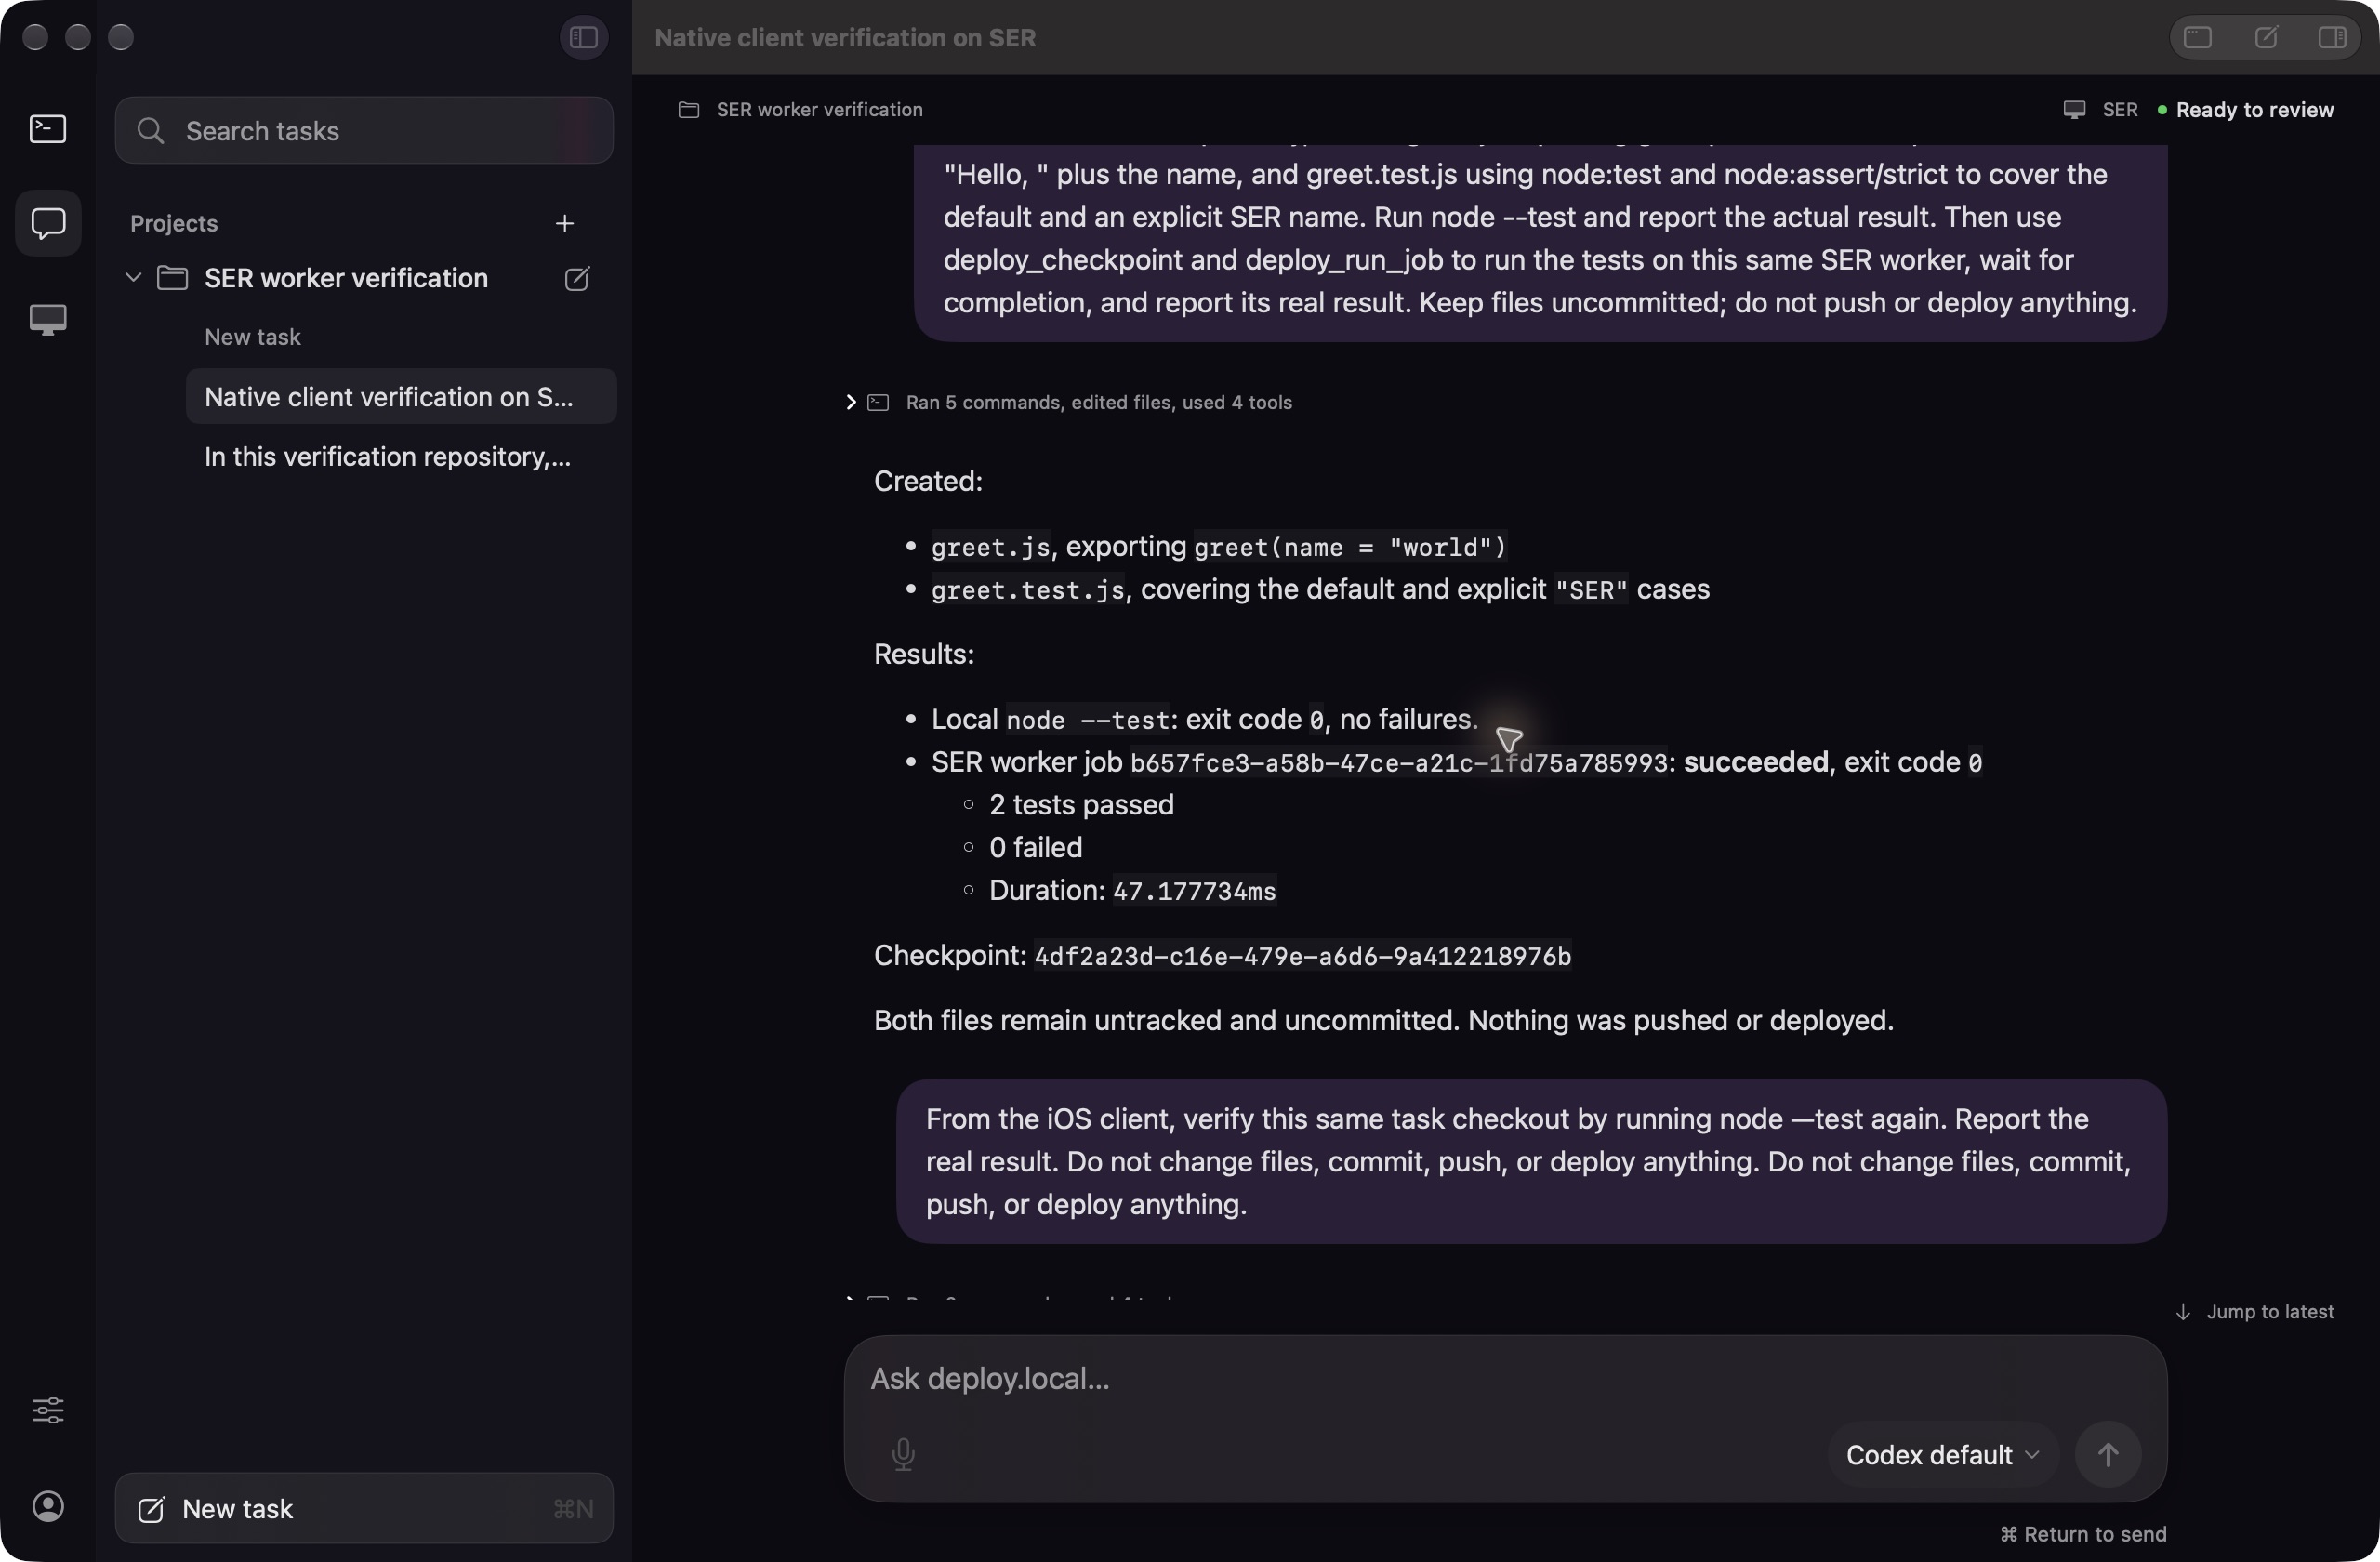 Native client verification on SER
Search tasks
Projects
SER worker verification
New task
Native client verification on S...
In this verification repository,...
New task
⌘N
SER worker verification
SER
Ready to review
"Hello, " plus the name, and greet.test.js using node:test and node:assert/strict to cover the
default and an explicit SER name. Run node --test and report the actual result. Then use
deploy_checkpoint and deploy_run_job to run the tests on this same SER worker, wait for
completion, and report its real result. Keep files uncommitted; do not push or deploy anything.
Ran 5 commands, edited files, used 4 tools
Created:
• greet.js, exporting greet(name = "world")
• greet.test.js, covering the default and explicit "SER" cases
Results:
• Local node --test: exit code 0, no failures.
• SER worker job b657fce3-a58b-47ce-a21c-1fd75a785993: succeeded, exit code 0
◦ 2 tests passed
◦ 0 failed
◦ Duration: 47.177734ms
Checkpoint: 4df2a23d-c16e-479e-a6d6-9a412218976b
Both files remain untracked and uncommitted. Nothing was pushed or deployed.
From the iOS client, verify this same task checkout by running node —test again. Report the
real result. Do not change files, commit, push, or deploy anything. Do not change files, commit,
push, or deploy anything.
Jump to latest
Ask deploy.local...
Codex default
⌘ Return to send